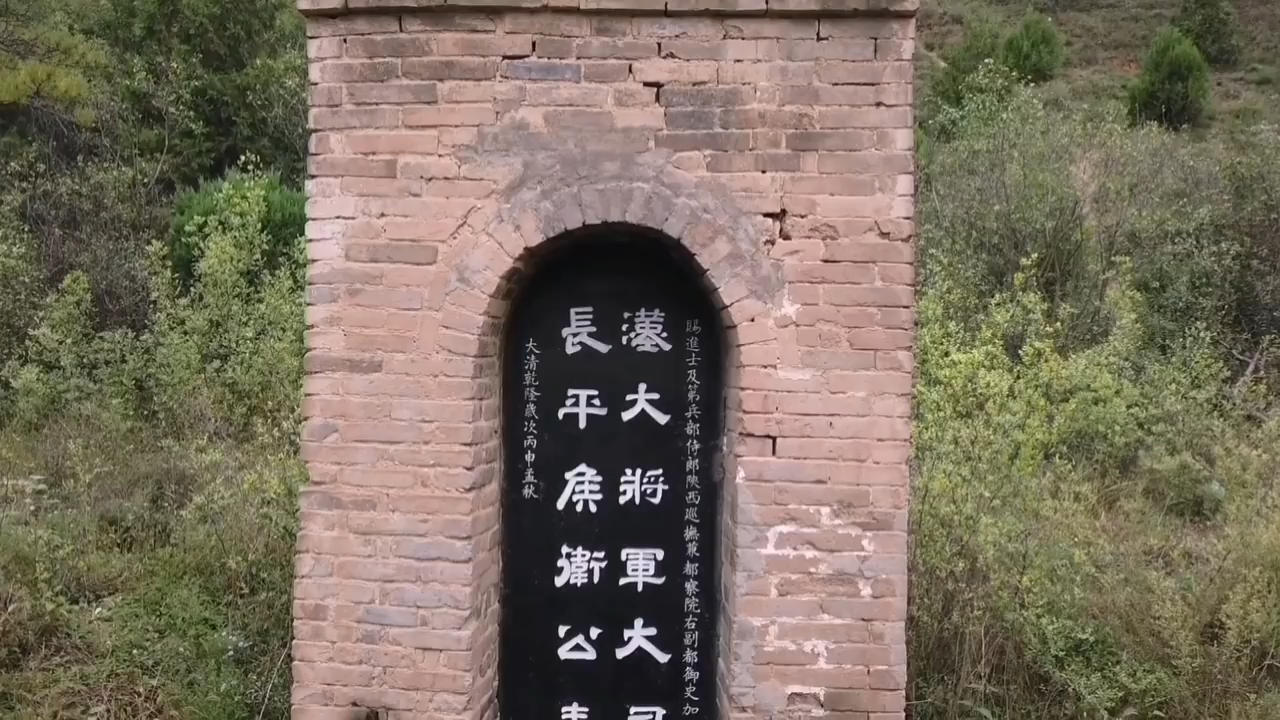 賜進士及第兵部侍郎陝西巡撫兼都察院右副都御史加
漢大將軍大司
長平侯衛公青
大清乾隆歲次丙申孟秋